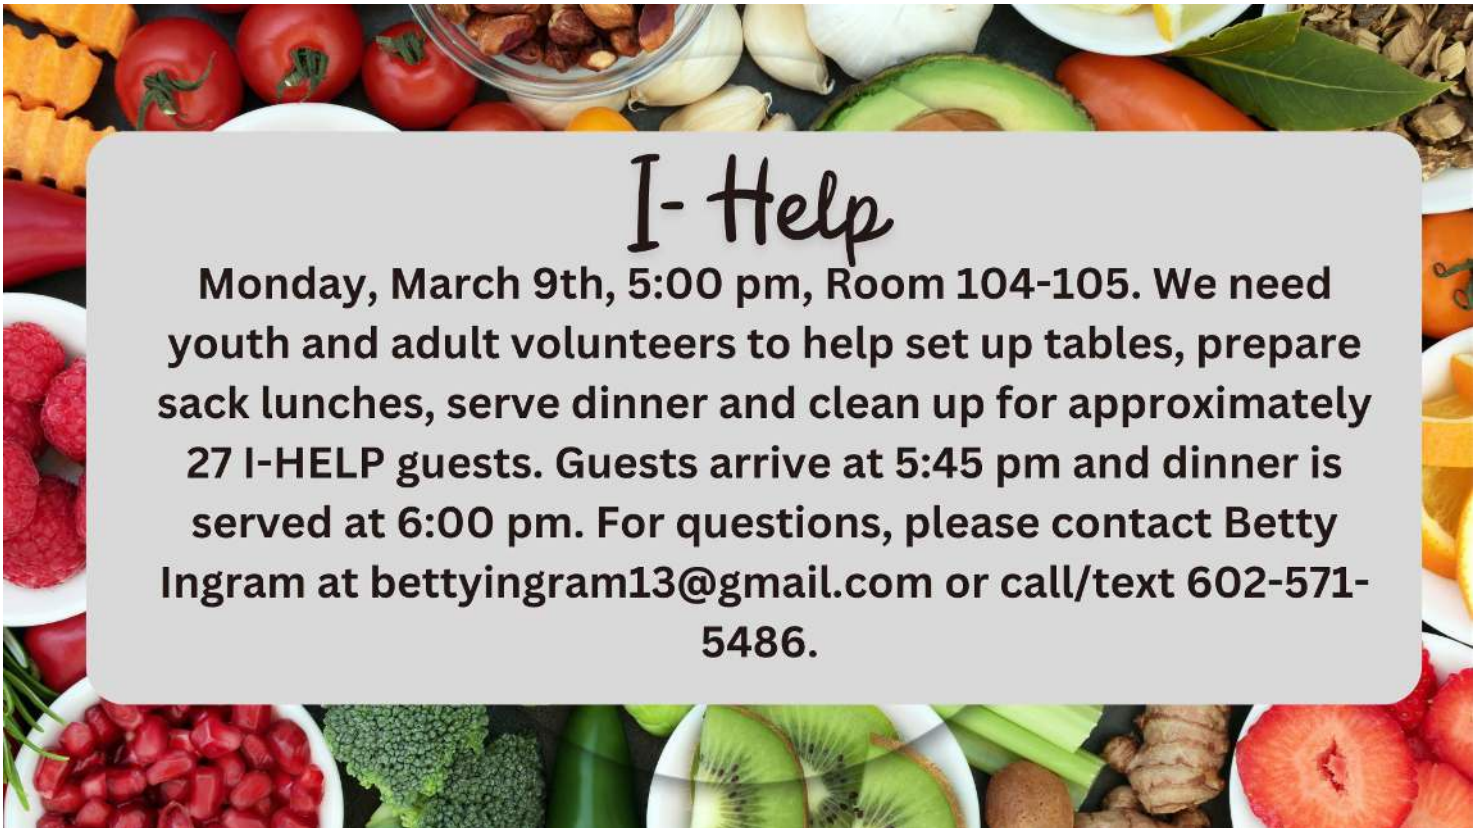 I- Help
Monday, March 9th, 5:00 pm, Room 104-105. We need
youth and adult volunteers to help set up tables, prepare
sack lunches, serve dinner and clean up for approximately
27 I-HELP guests. Guests arrive at 5:45 pm and dinner is
served at 6:00 pm. For questions, please contact Betty
Ingram at bettyingram13@gmail.com or call/text 602-571-
5486.